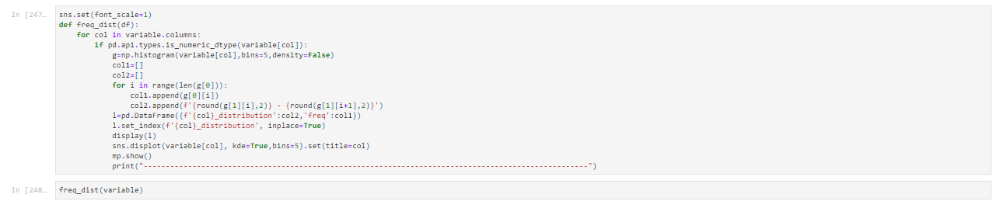 In [247…
sns.set(font_scale=1)
def freq_dist(df):
    for col in variable.columns:
        if pd.api.types.is_numeric_dtype(variable[col]):
            g=np.histogram(variable[col],bins=5,density=False)
            col1=[]
            col2=[]
            for i in range(len(g[0])):
                col1.append(g[0][i])
                col2.append(f'{round(g[1][i],2)} - {round(g[1][i+1],2)}')
            l=pd.DataFrame({f'{col}_distribution':col2,'freq':col1})
            l.set_index(f'{col}_distribution', inplace=True)
            display(l)
            sns.displot(variable[col], kde=True,bins=5).set(title=col)
            mp.show()
            print("----------------------------------------------------------------------------------------------------")
In [248…
freq_dist(variable)